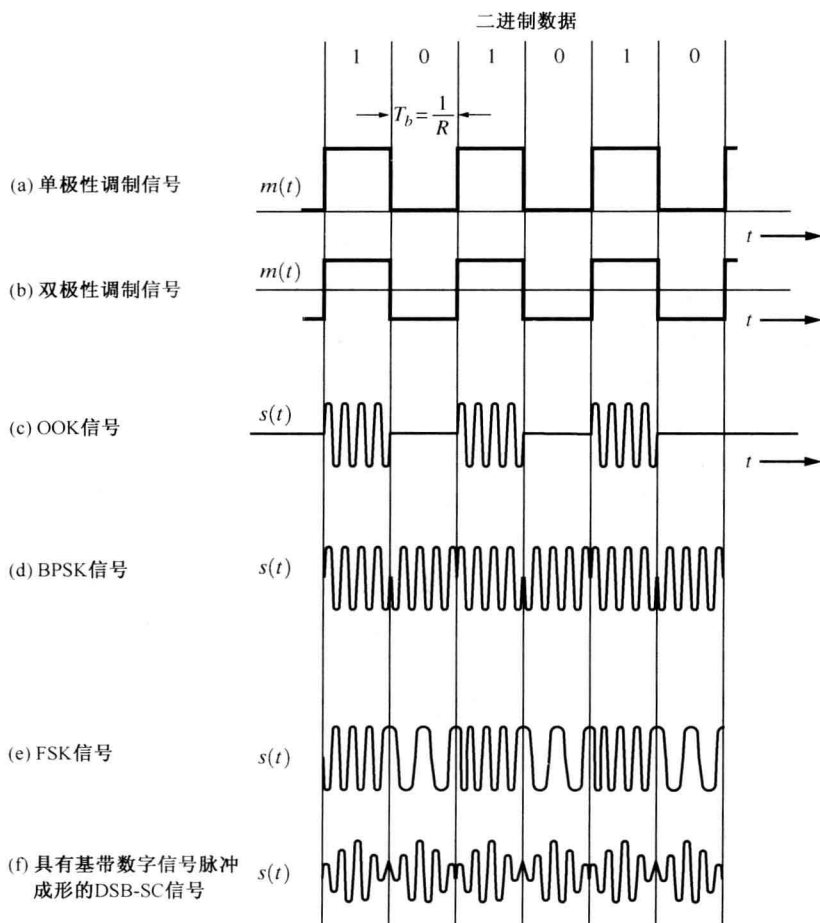 二进制数据
1 0 1 0 1 0
T_b = 1/R
(a) 单极性调制信号 m(t)
t
(b) 双极性调制信号 m(t)
t
(c) OOK信号 s(t)
t
(d) BPSK信号 s(t)
(e) FSK信号 s(t)
(f) 具有基带数字信号脉冲 s(t)
成形的DSB-SC信号